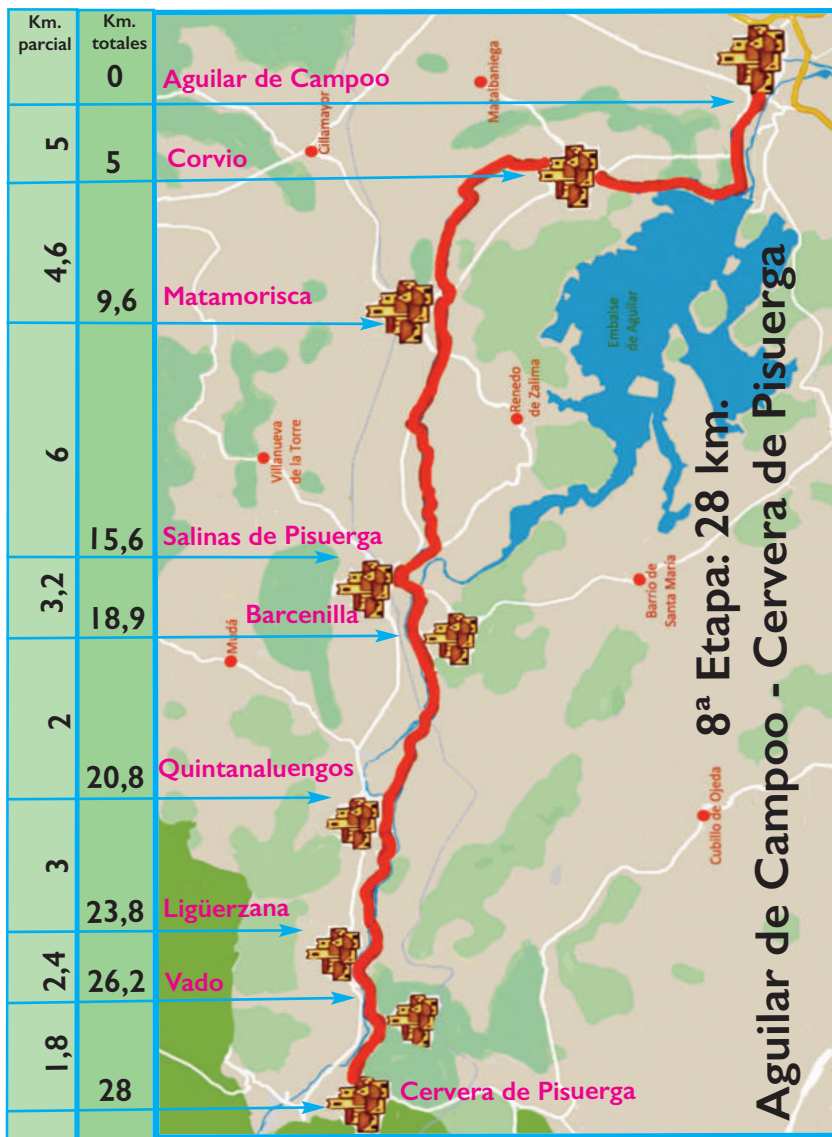 Km.
parcial
Km.
totales
0
Aguilar de Campoo
5
5
Corvio
4,6
9,6
Matamorisca
6
15,6
Salinas de Pisuerga
3,2
18,9
Barcenilla
2
20,8
Quintanaluengos
3
23,8
Ligüerzana
2,4
26,2
Vado
1,8
28
Cervera de Pisuerga
Cillamayor
Matalbaniega
Villanueva
de la Torre
Renedo
de Zalima
Embalse
de Aguilar
Mudá
Barrio de
Santa María
Cubillo de Ojeda
8ª Etapa: 28 km.
Aguilar de Campoo - Cervera de Pisuerga